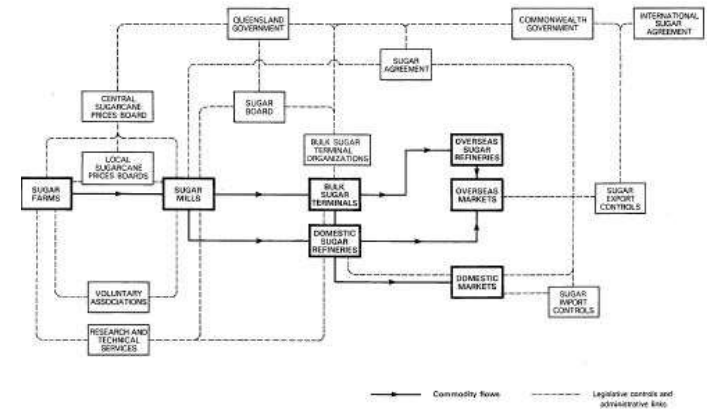 QUEENSLAND
GOVERNMENT
COMMONWEALTH
GOVERNMENT
INTERNATIONAL
SUGAR
AGREEMENT
SUGAR
AGREEMENT
CENTRAL
SUGARCANE
PRICES BOARD
SUGAR
BOARD
LOCAL
SUGARCANE
PRICES BOARDS
BULK SUGAR
TERMINAL
ORGANIZATIONS
OVERSEAS
SUGAR
REFINERIES
SUGAR
FARMS
SUGAR
MILLS
BULK
SUGAR
TERMINALS
OVERSEAS
MARKETS
SUGAR
EXPORT
CONTROLS
DOMESTIC
SUGAR
REFINERIES
VOLUNTARY
ASSOCIATIONS
DOMESTIC
MARKETS
SUGAR
IMPORT
CONTROLS
RESEARCH AND
TECHNICAL
SERVICES
Commodity flows
Legislative controls and
administrative links